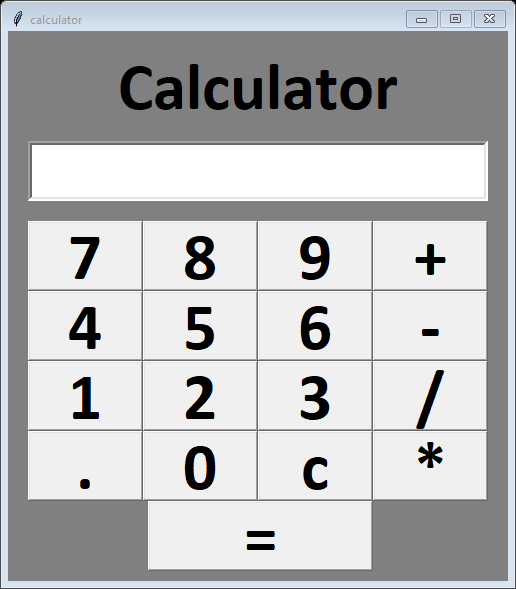 calculator
Calculator
7 8 9 +
4 5 6 -
1 2 3 /
. 0 c *
=